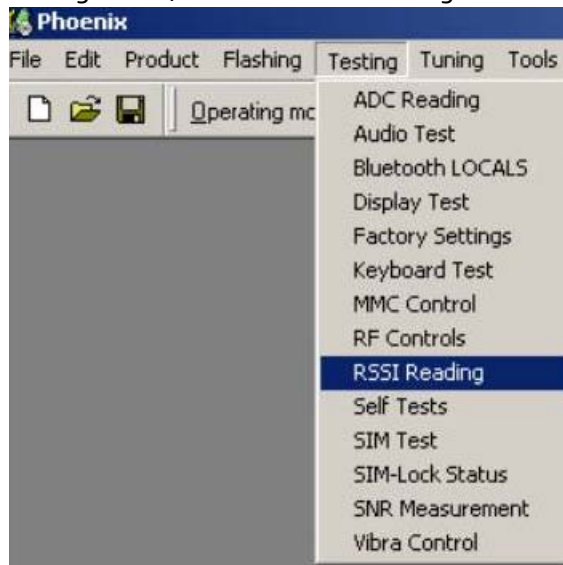 Phoenix
File Edit Product Flashing Testing Tuning Tools
Operating mo
ADC Reading
Audio Test
Bluetooth LOCALS
Display Test
Factory Settings
Keyboard Test
MMC Control
RF Controls
RSSI Reading
Self Tests
SIM Test
SIM-Lock Status
SNR Measurement
Vibra Control